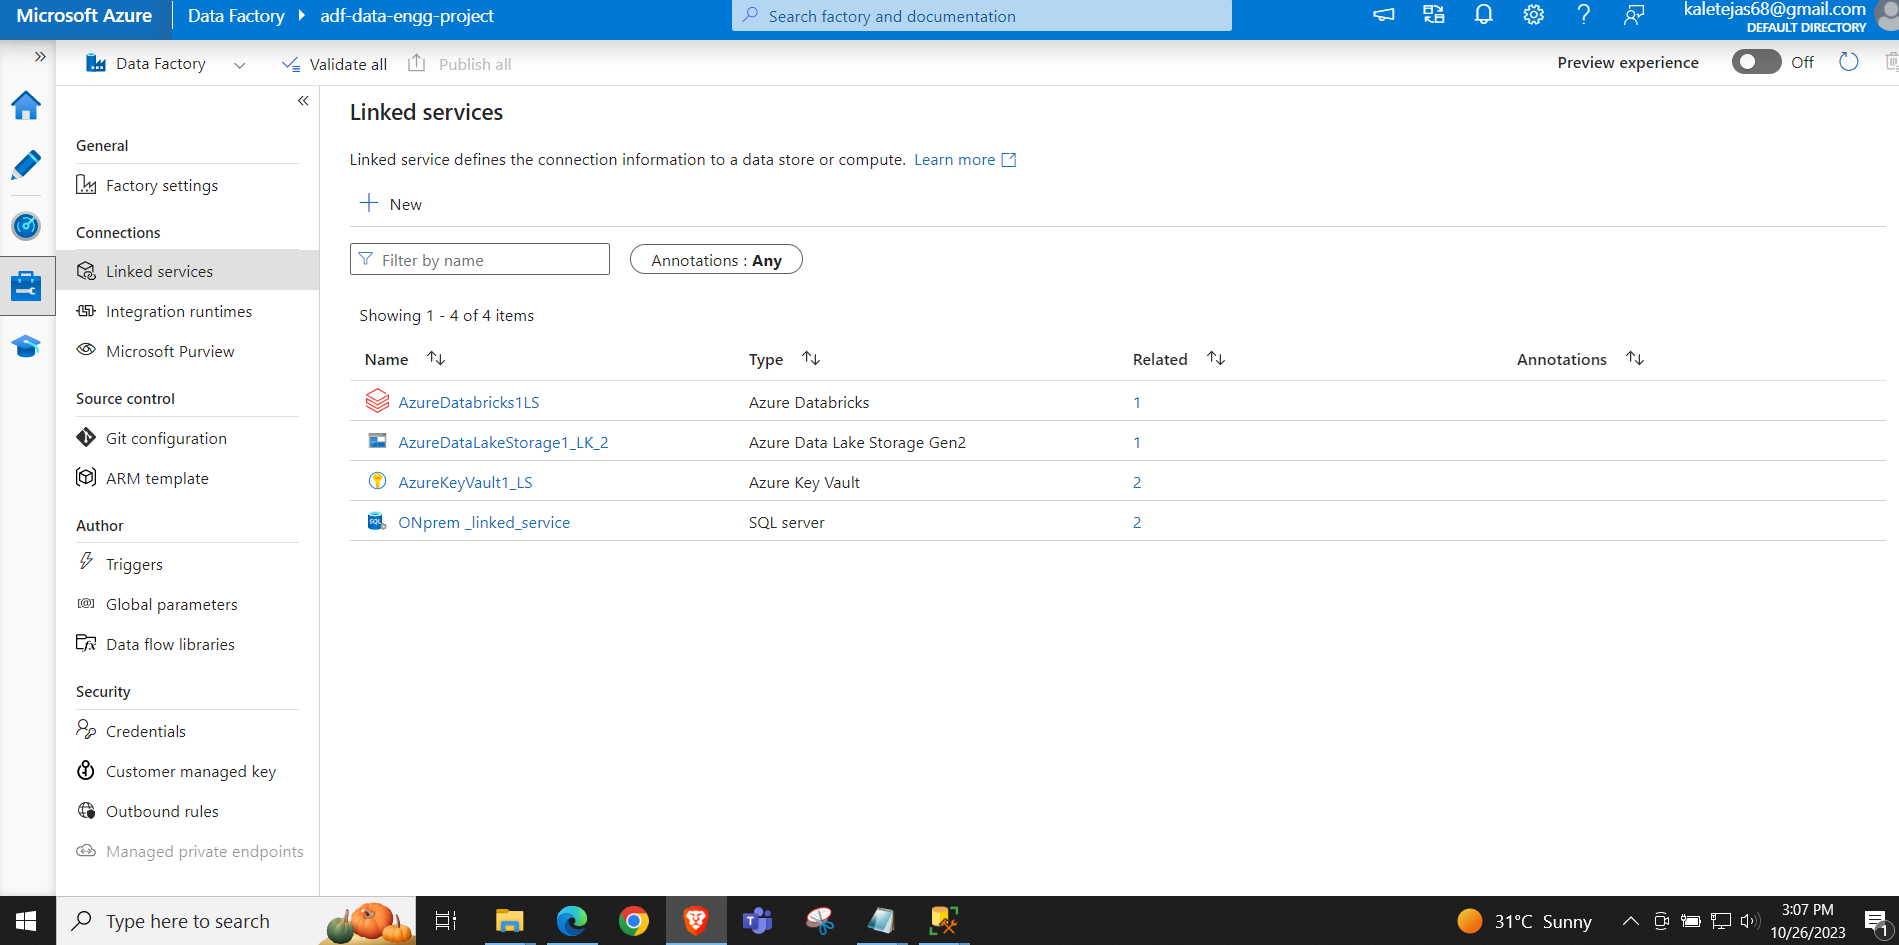 Microsoft Azure
Data Factory
adf-data-engg-project
Search factory and documentation
kaletejas68@gmail.com
DEFAULT DIRECTORY
Data Factory
Validate all
Publish all
Preview experience
Off
General
Factory settings
Connections
Linked services
Integration runtimes
Microsoft Purview
Source control
Git configuration
ARM template
Author
Triggers
Global parameters
Data flow libraries
Security
Credentials
Customer managed key
Outbound rules
Managed private endpoints
Linked services
Linked service defines the connection information to a data store or compute. Learn more
New
Filter by name
Annotations : Any
Showing 1 - 4 of 4 items
Name Type Related Annotations
AzureDatabricks1LS Azure Databricks 1
AzureDataLakeStorage1_LK_2 Azure Data Lake Storage Gen2 1
AzureKeyVault1_LS Azure Key Vault 2
ONprem _linked_service SQL server 2
Type here to search
31°C Sunny
3:07 PM
10/26/2023
1